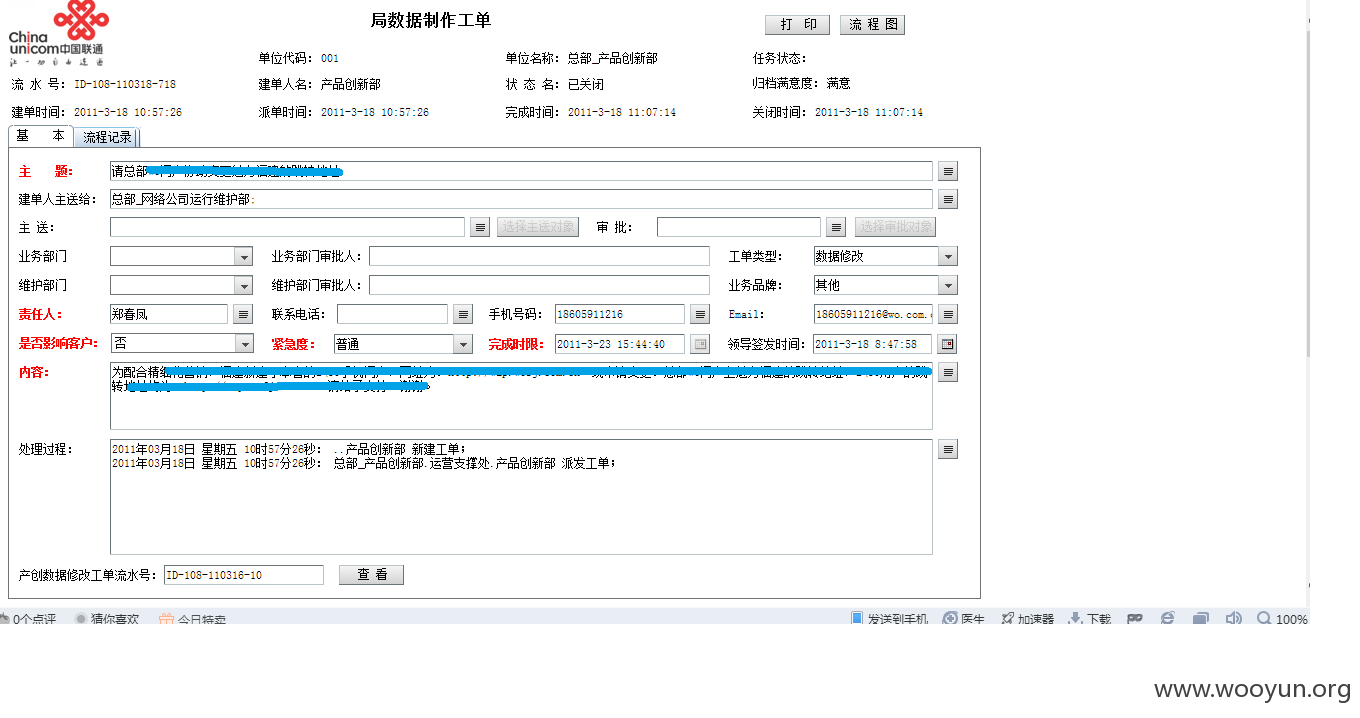 China
unicom中国联通
局数据制作工单
打 印 流 程 图
单位代码: 001 单位名称: 总部_产品创新部 任务状态:
流 水 号: ID-108-110318-718 建单人名: 产品创新部 状 态 名: 已关闭 归档满意度: 满意
建单时间: 2011-3-18 10:57:26 派单时间: 2011-3-18 10:57:26 完成时间: 2011-3-18 11:07:14 关闭时间: 2011-3-18 11:07:14
基 本 流程记录
主 题: 请总部
建单人主送给: 总部_网络公司运行维护部;
主 送: 选择主送对象 审 批: 选择审批对象
业务部门 业务部门审批人: 工单类型: 数据修改
维护部门 维护部门审批人: 业务品牌: 其他
责任人: 郑春凤 联系电话: 手机号码: 18605911216 Email: 18605911216@wo.com.c
是否影响客户: 否 紧急度: 普通 完成时限: 2011-3-23 15:44:40 领导签发时间: 2011-3-18 8:47:58
内容: 为配合精
转
处理过程: 2011年03月18日 星期五 10时57分26秒: ..产品创新部 新建工单;
2011年03月18日 星期五 10时57分26秒: 总部_产品创新部.运营支撑处.产品创新部 派发工单;
产创数据修改工单流水号: ID-108-110316-10 查 看
0个点评 猜你喜欢 今日特卖 发送到手机 医生 加速器 下载 100%
www.wooyun.org